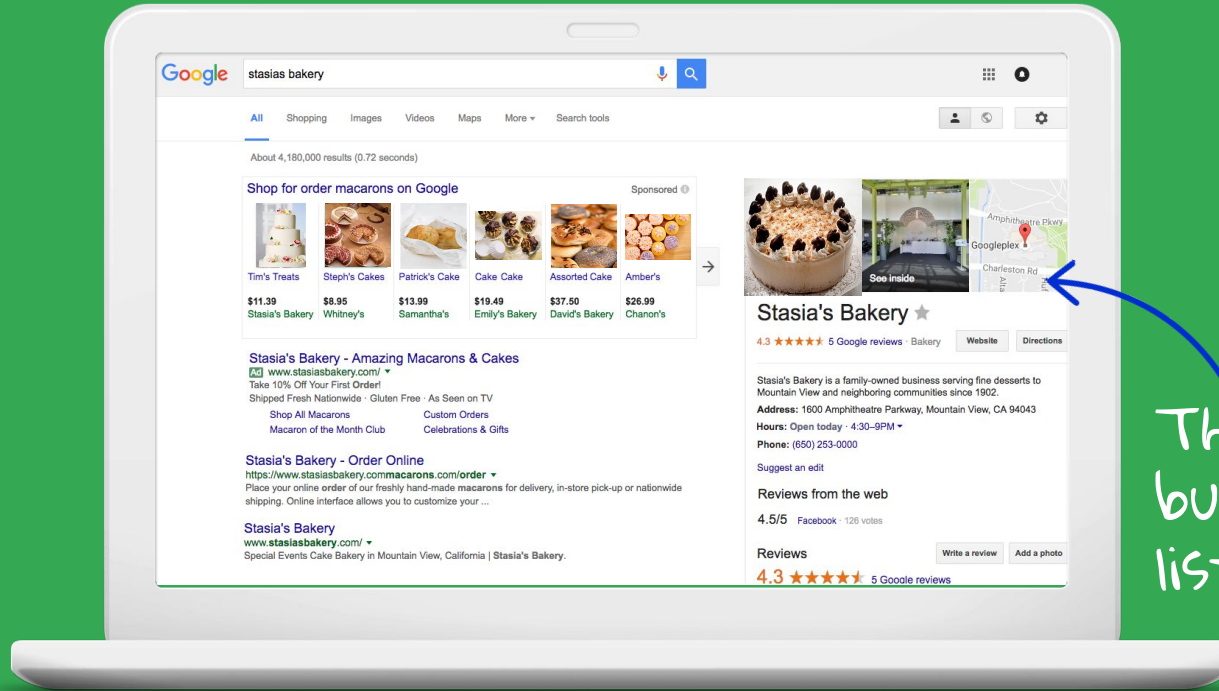 Google
stasias bakery
All Shopping Images Videos Maps More Search tools
About 4,180,000 results (0.72 seconds)
Shop for order macarons on Google
Sponsored
Tim's Treats
$11.39
Stasia's Bakery
Steph's Cakes
$8.95
Whitney's
Patrick's Cake
$13.99
Samantha's
Cake Cake
$19.49
Emily's Bakery
Assorted Cake
$37.50
David's Bakery
Amber's
$26.99
Chanon's
Stasia's Bakery - Amazing Macarons & Cakes
Ad www.stasiasbakery.com/
Take 10% Off Your First Order!
Shipped Fresh Nationwide · Gluten Free · As Seen on TV
Shop All Macarons Custom Orders
Macaron of the Month Club Celebrations & Gifts
Stasia's Bakery - Order Online
https://www.stasiasbakery.commacarons.com/order
Place your online order of our freshly hand-made macarons for delivery, in-store pick-up or nationwide
shipping. Online interface allows you to customize your ...
Stasia's Bakery
www.stasiasbakery.com/
Special Events Cake Bakery in Mountain View, California | Stasia's Bakery.
See inside
Amphitheatre Pkwy
Googleplex
Charleston Rd
Alta
Stasia's Bakery
4.3 5 Google reviews · Bakery
Website
Directions
Stasia's Bakery is a family-owned business serving fine desserts to
Mountain View and neighboring communities since 1902.
Address: 1600 Amphitheatre Parkway, Mountain View, CA 94043
Hours: Open today · 4:30–9PM
Phone: (650) 253-0000
Suggest an edit
Reviews from the web
4.5/5 Facebook · 126 votes
Reviews
Write a review
Add a photo
4.3 5 Google reviews